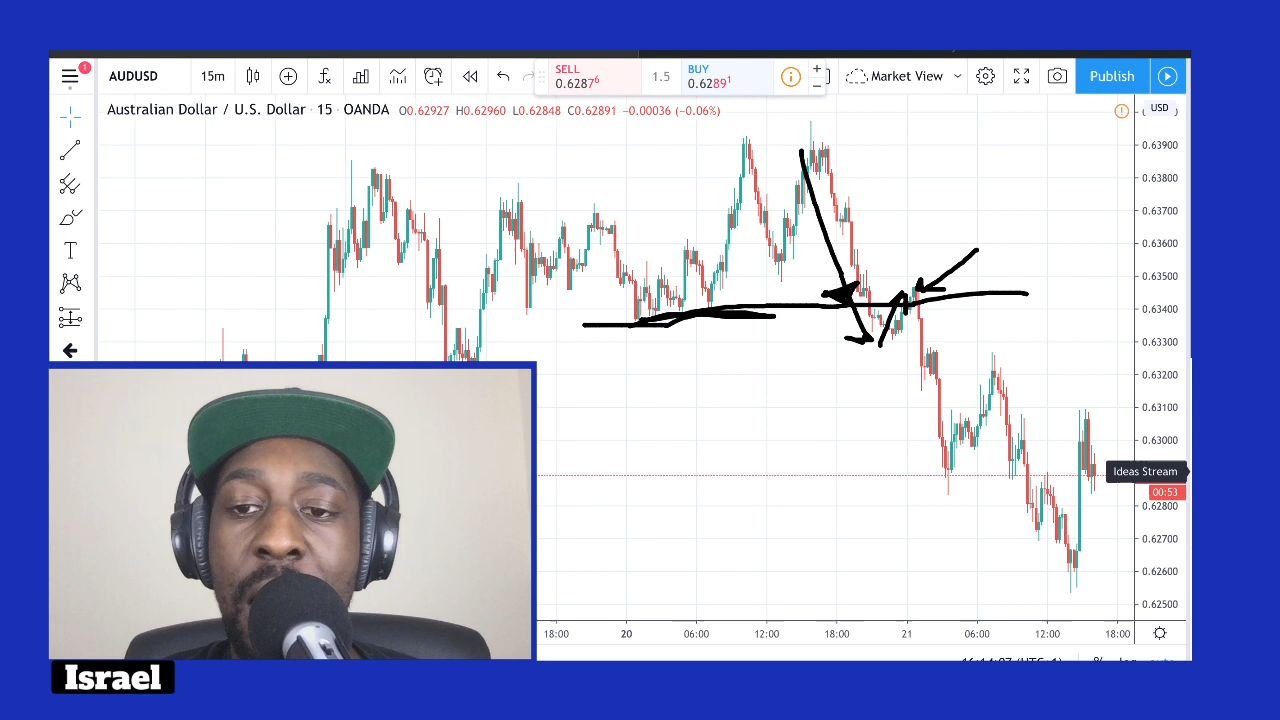 1
AUDUSD
15m
SELL
0.6287⁶
1.5
BUY
0.6289¹
+
−
Market View
Publish
Australian Dollar / U.S. Dollar · 15 · OANDA O0.62927 H0.62960 L0.62848 C0.62891 −0.00036 (−0.06%)
USD
0.63900
0.63800
0.63700
0.63600
0.63500
0.63400
0.63300
0.63200
0.63100
0.63000
Ideas Stream
00:53
0.62800
0.62700
0.62600
0.62500
18:00 20 06:00 12:00 18:00 21 06:00 12:00 18:00
Israel